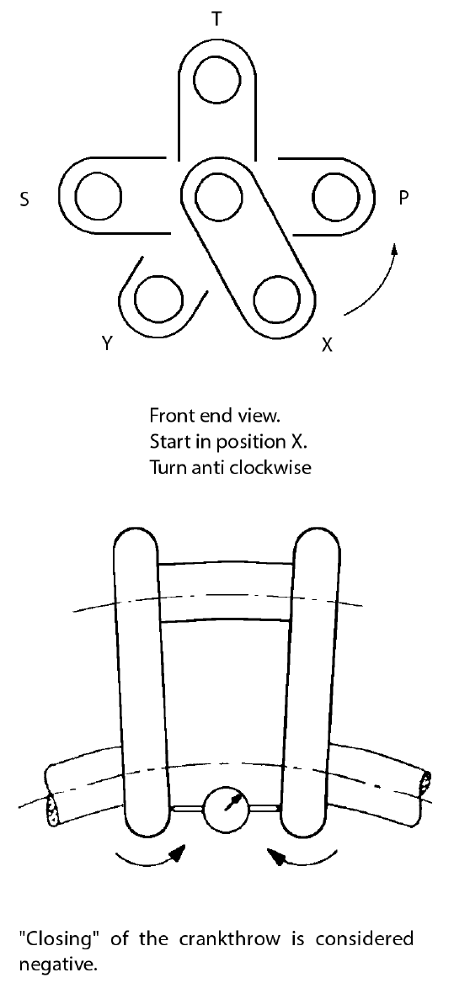 T
S
P
Y
X
Front end view.
Start in position X.
Turn anti clockwise
"Closing" of the crankthrow is considered
negative.